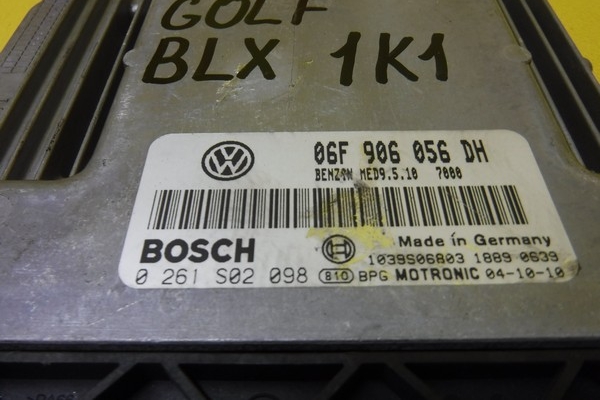 GOLF
BLX 1K1
06F 906 056 DH
BENZIN MED9.5.10 7000
BOSCH
Made in Germany
1039S06803 1889 0639
0 261 S02 098 810 BPG MOTRONIC 04-10-10